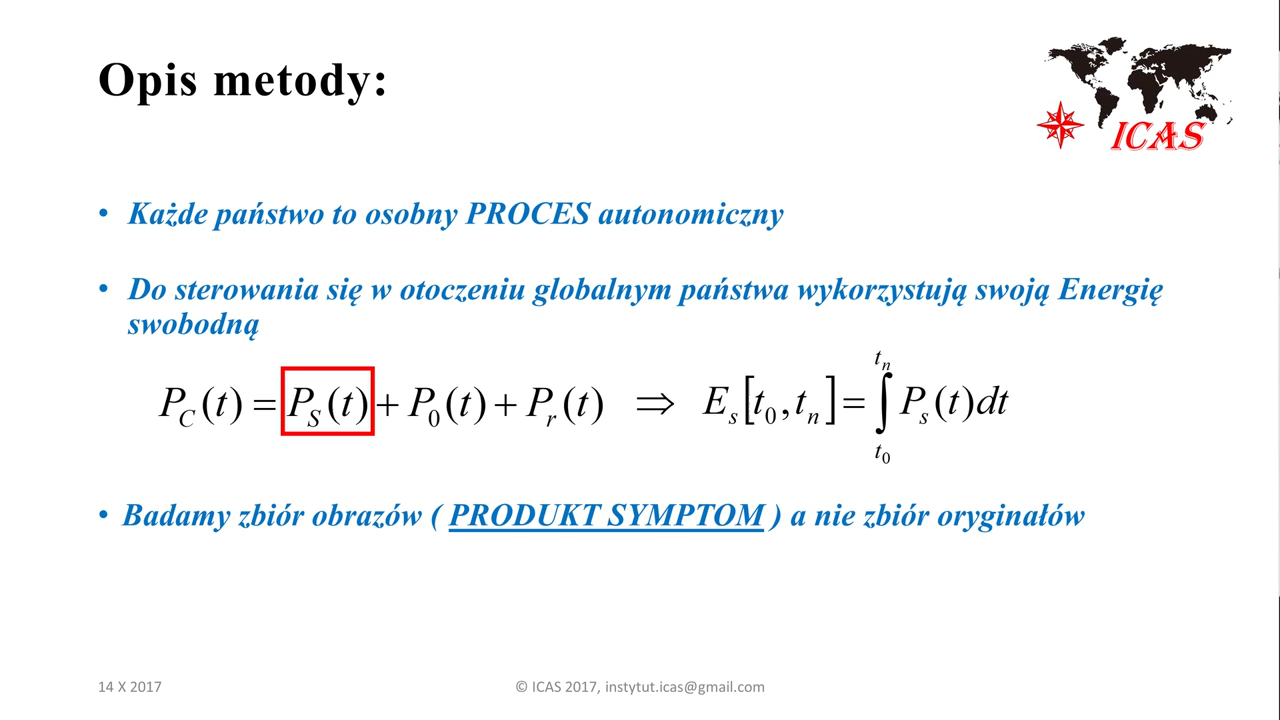 Opis metody:
ICAS
• Każde państwo to osobny PROCES autonomiczny
• Do sterowania się w otoczeniu globalnym państwa wykorzystują swoją Energię
swobodną
P_C(t) = P_S(t) + P_0(t) + P_r(t) ⇒ E_s[t_0, t_n] = ∫_{t_0}^{t_n} P_s(t)dt
• Badamy zbiór obrazów ( PRODUKT SYMPTOM ) a nie zbiór oryginałów
14 X 2017
© ICAS 2017, instytut.icas@gmail.com